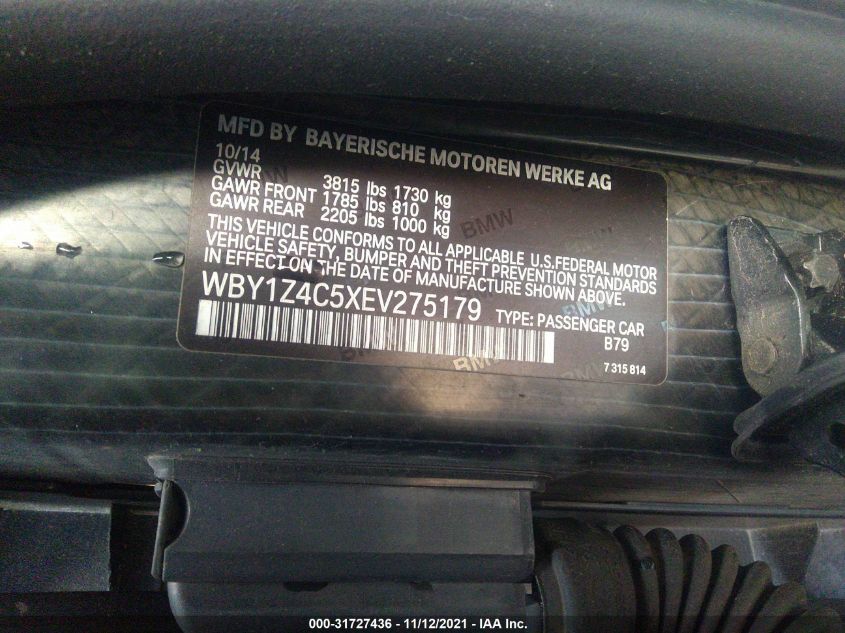 MFD BY BAYERISCHE MOTOREN WERKE AG
10/14
GVWR 3815 lbs 1730 kg
GAWR FRONT 1785 lbs 810 kg
GAWR REAR 2205 lbs 1000 kg
THIS VEHICLE CONFORMS TO ALL APPLICABLE U.S.FEDERAL MOTOR
VEHICLE SAFETY, BUMPER AND THEFT PREVENTION STANDARDS
IN EFFECT ON THE DATE OF MANUFACTURE SHOWN ABOVE.
WBY1Z4C5XEV275179 TYPE: PASSENGER CAR
B79
7 315 814
BMW
BMW
BMW
000-31727436 - 11/12/2021 - IAA Inc.